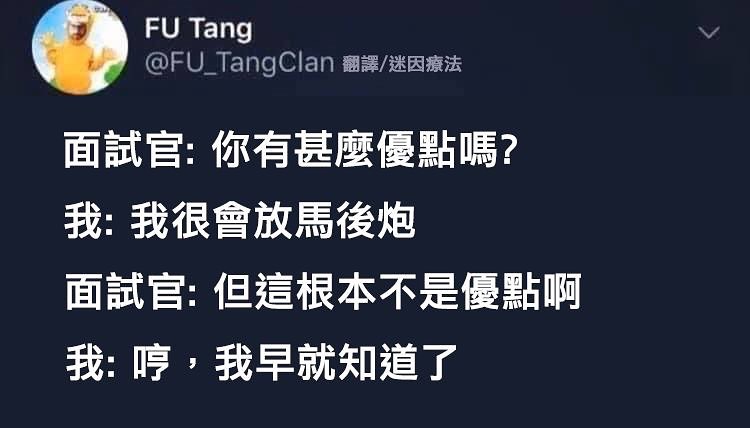 FU Tang
@FU_TangClan 翻譯/迷因療法
面試官: 你有甚麼優點嗎?
我: 我很會放馬後炮
面試官: 但這根本不是優點啊
我: 哼，我早就知道了